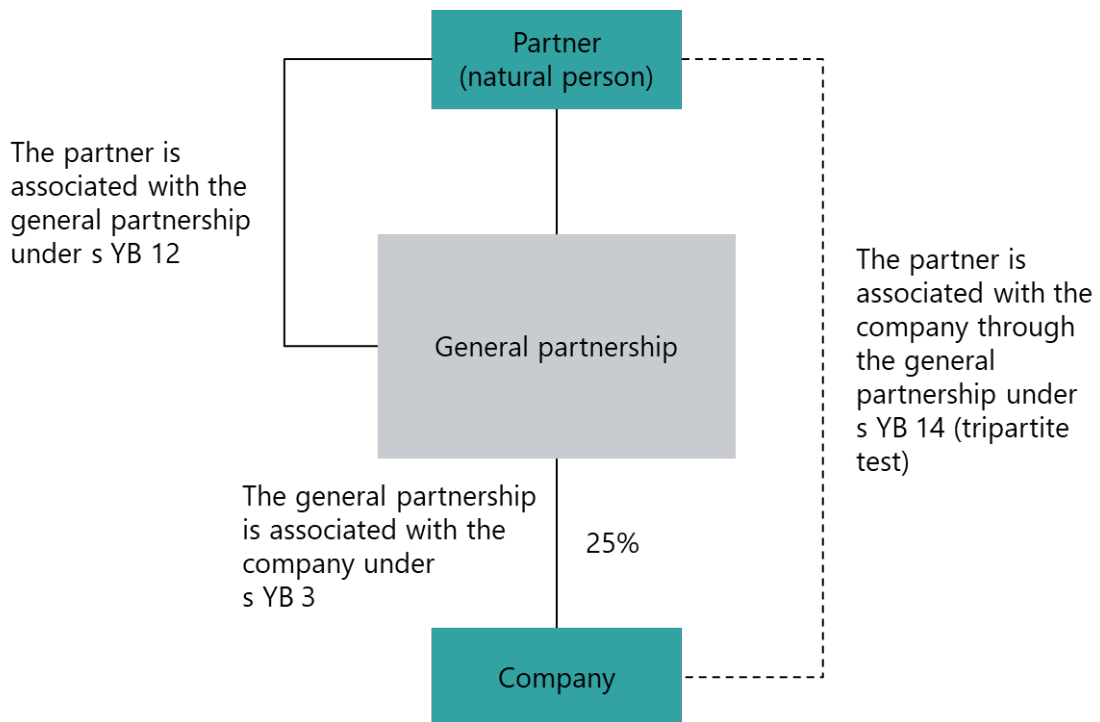 Partner
(natural person)
The partner is
associated with the
general partnership
under s YB 12
General partnership
The partner is
associated with the
company through
the general
partnership under
s YB 14 (tripartite
test)
The general partnership
is associated with the
company under
s YB 3
25%
Company